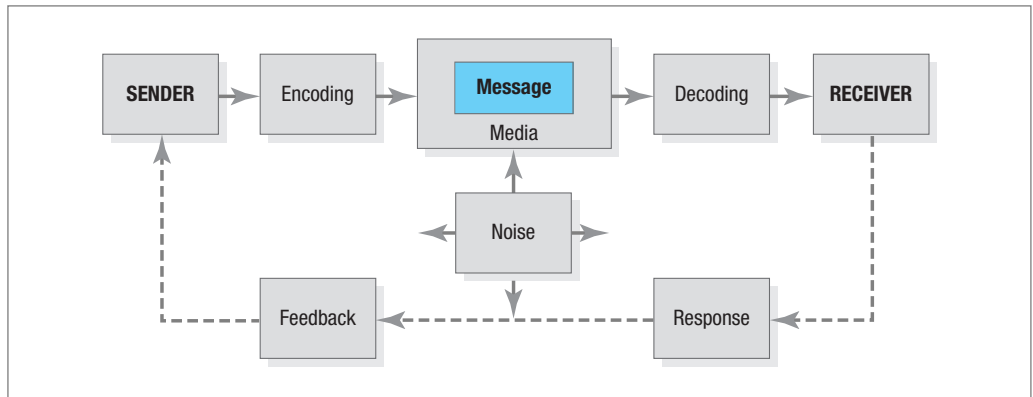 SENDER
Encoding
Message
Media
Decoding
RECEIVER
Noise
Feedback
Response